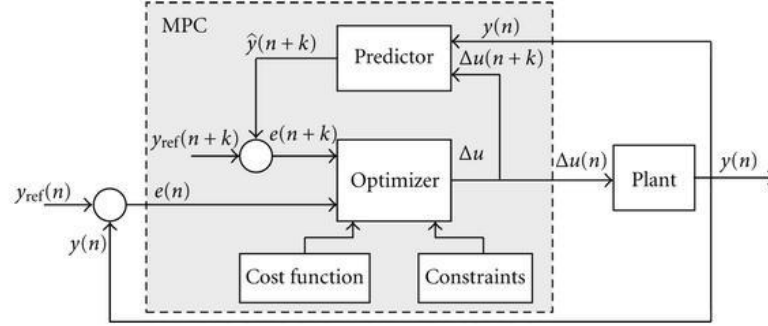 MPC
y(n)
ŷ(n+k)
Predictor
Δu(n+k)
y_ref(n+k)
e(n+k)
Δu
Δu(n)
y(n)
Optimizer
Plant
y_ref(n)
e(n)
y(n)
Cost function
Constraints